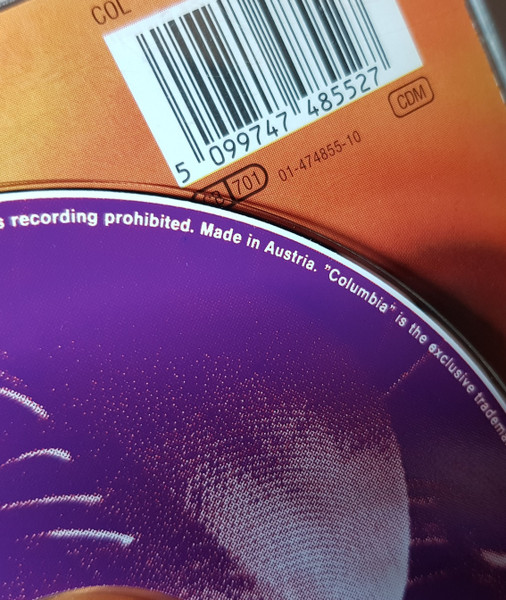 COL
5 099747 485527
CDM
701
01-474855-10
recording prohibited. Made in Austria. "Columbia" is the exclusive